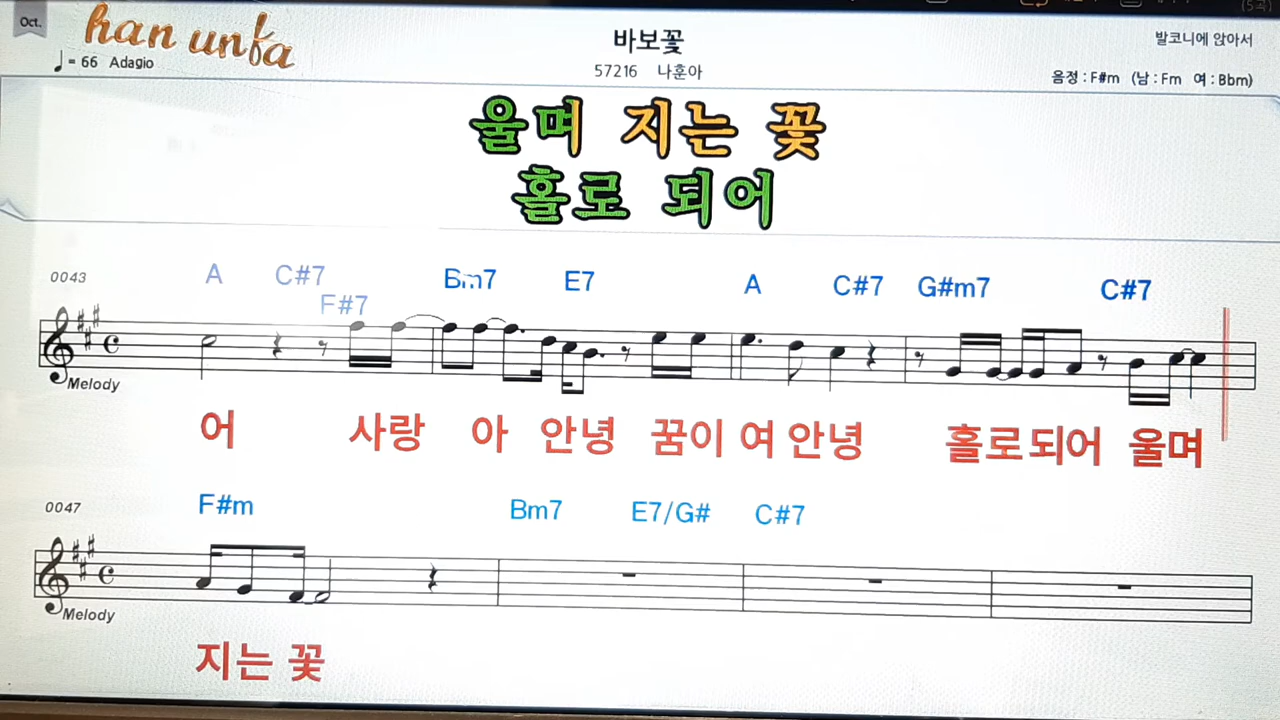 Oct.
han unfa
바보꽃
발코니에 앉아서
♩= 66 Adagio
57216 나훈아
음정 : F#m (남 : Fm 여 : Bbm)
울며 지는 꽃
홀로 되어
0043 A C#7 F#7 Bm7 E7 A C#7 G#m7 C#7
Melody
어 사랑 아 안녕 꿈이 여 안녕 홀로되어 울며
0047 F#m Bm7 E7/G# C#7
Melody
지는 꽃